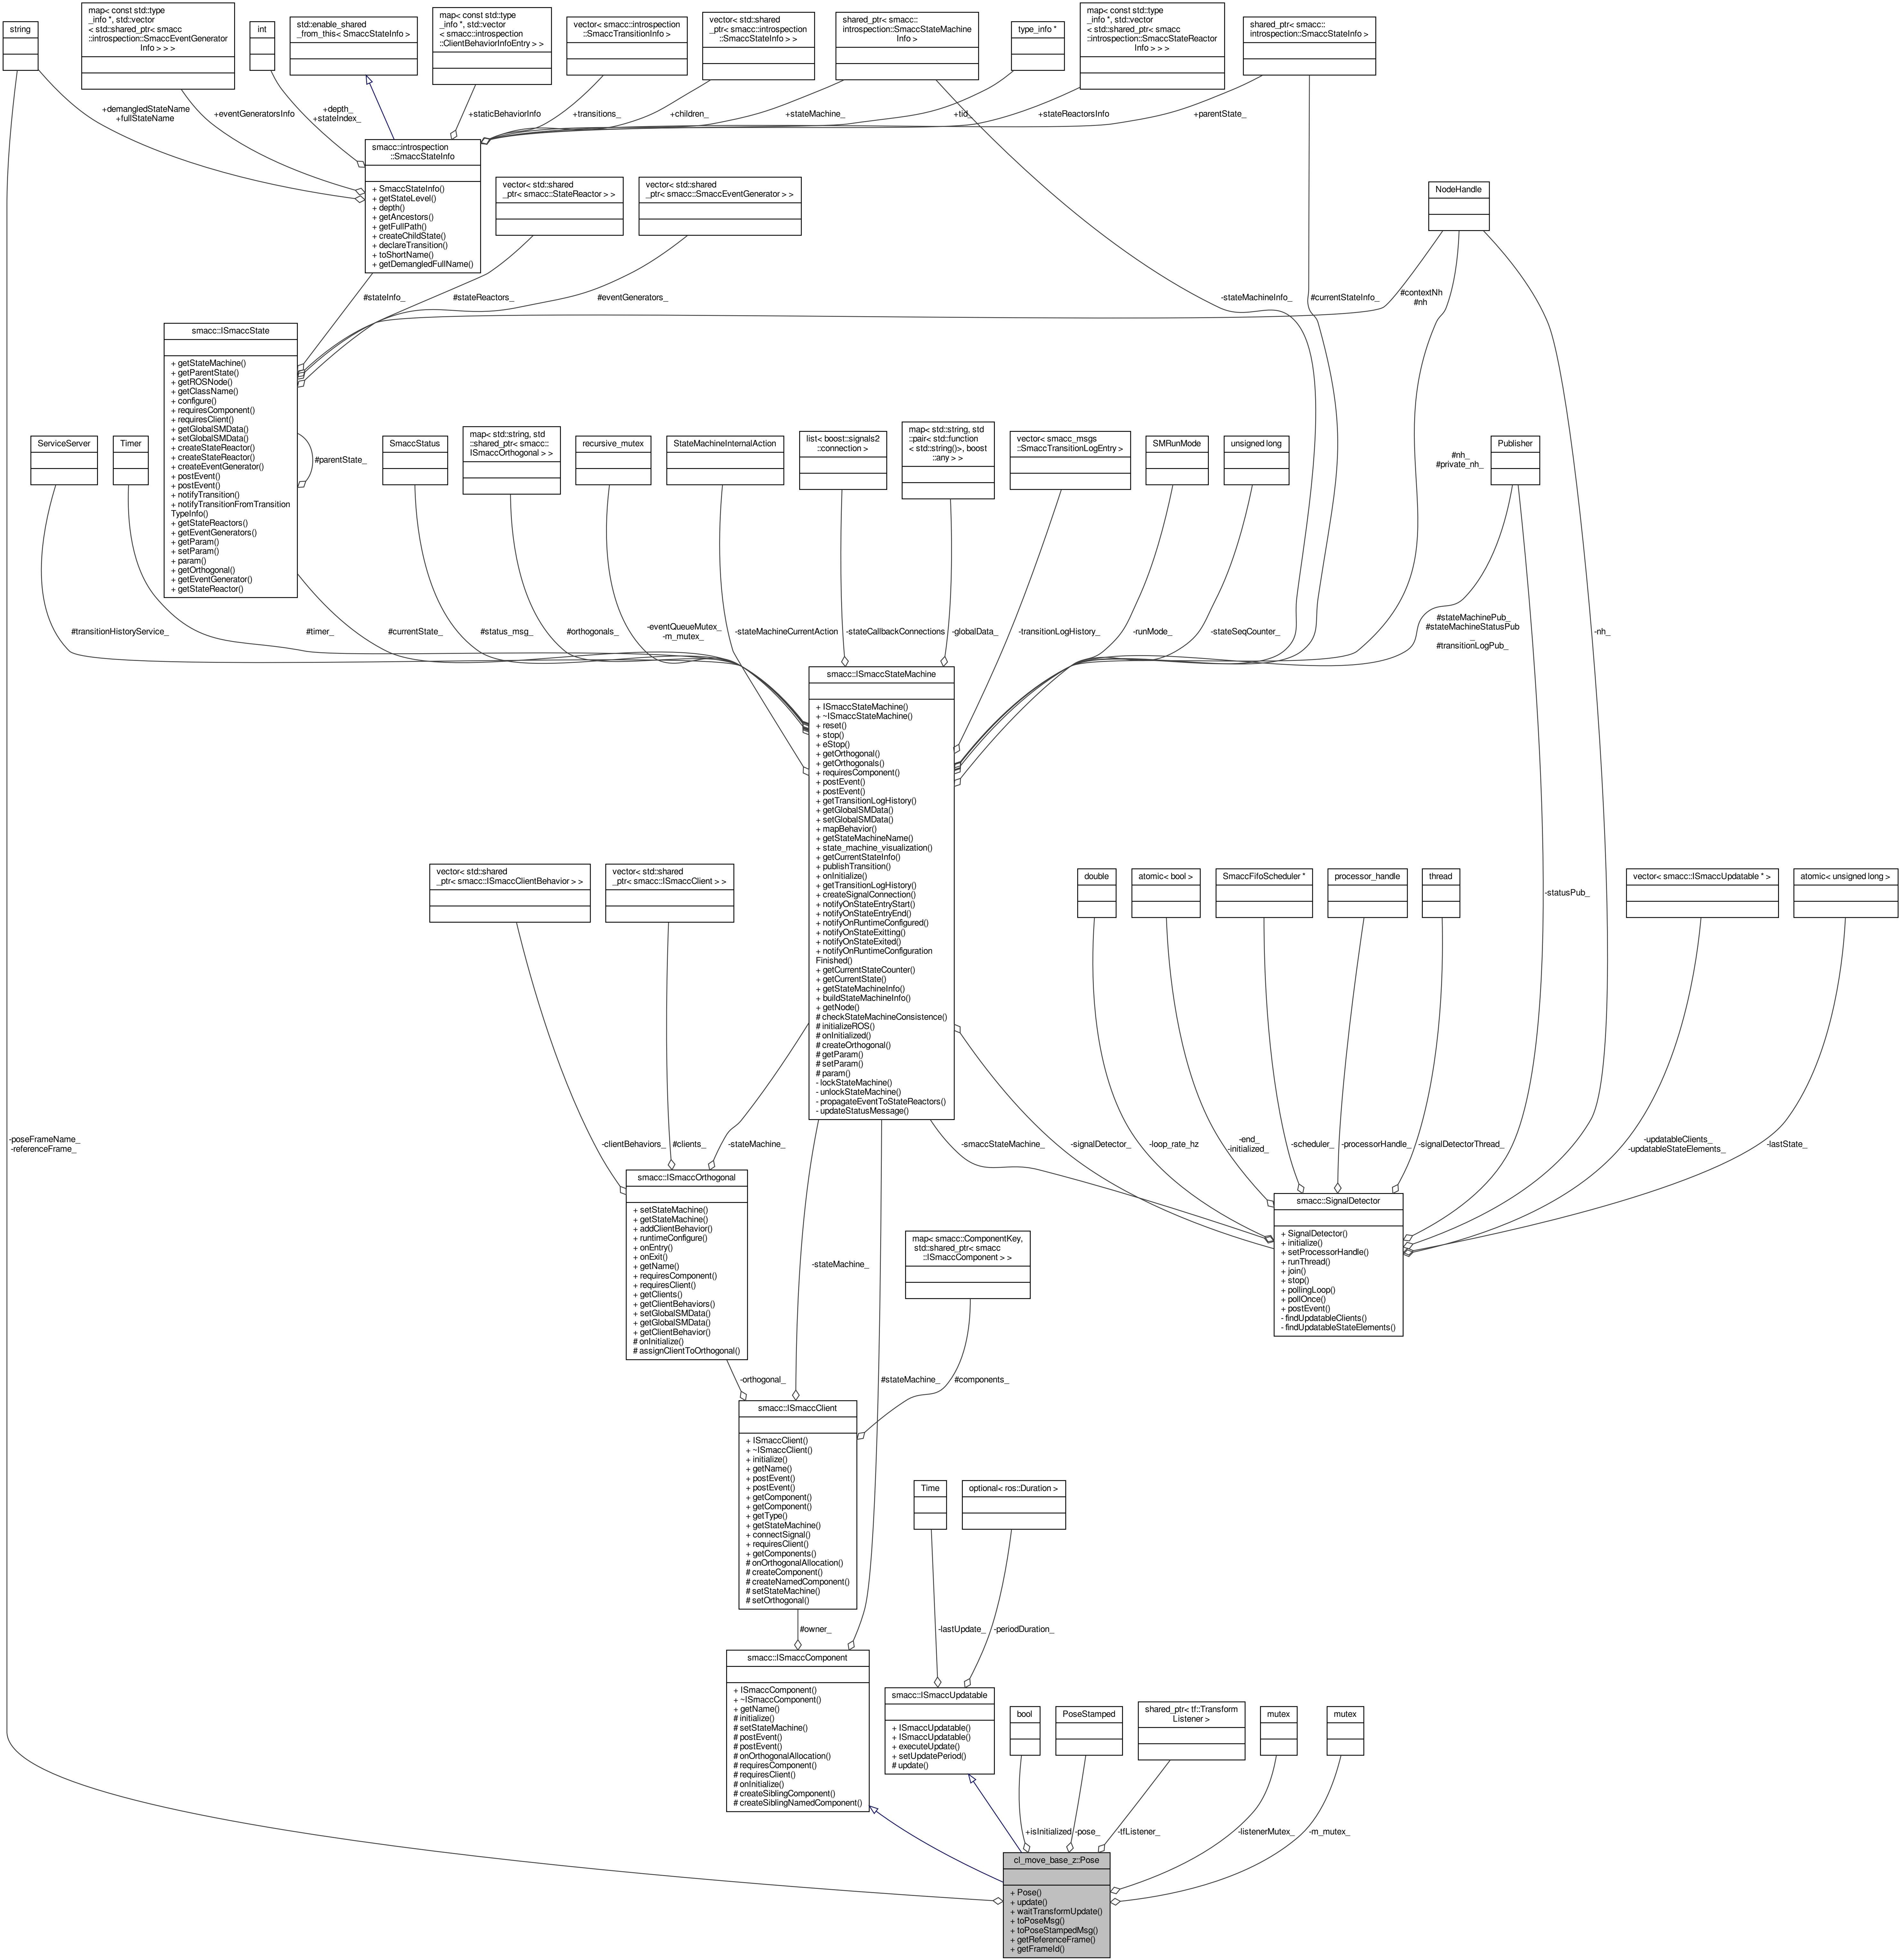 string
map< const std::type
_info *, std::vector
< std::shared_ptr< smacc
::introspection::SmaccEventGenerator
Info > > >
int
std::enable_shared
_from_this< SmaccStateInfo >
map< const std::type
_info *, std::vector
< smacc::introspection
::ClientBehaviorInfoEntry > >
vector< smacc::introspection
::SmaccTransitionInfo >
vector< std::shared
_ptr< smacc::introspection
::SmaccStateInfo > >
shared_ptr< smacc::
introspection::SmaccStateMachine
Info >
type_info *
map< const std::type
_info *, std::vector
< std::shared_ptr< smacc
::introspection::SmaccStateReactor
Info > > >
shared_ptr< smacc::
introspection::SmaccStateInfo >
+demangledStateName
+fullStateName
+eventGeneratorsInfo
+depth_
+stateIndex_
+staticBehaviorInfo
+transitions_
+children_
+stateMachine_
+tid_
+stateReactorsInfo
+parentState_
smacc::introspection
::SmaccStateInfo
+ SmaccStateInfo()
+ getStateLevel()
+ depth()
+ getAncestors()
+ getFullPath()
+ createChildState()
+ declareTransition()
+ toShortName()
+ getDemangledFullName()
vector< std::shared
_ptr< smacc::StateReactor > >
vector< std::shared
_ptr< smacc::SmaccEventGenerator > >
NodeHandle
#stateInfo_
#stateReactors_
#eventGenerators_
-stateMachineInfo_
#currentStateInfo_
#contextNh
#nh
smacc::ISmaccState
+ getStateMachine()
+ getParentState()
+ getROSNode()
+ getClassName()
+ configure()
+ requiresComponent()
+ requiresClient()
+ getGlobalSMData()
+ setGlobalSMData()
+ createStateReactor()
+ createStateReactor()
+ createEventGenerator()
+ postEvent()
+ postEvent()
+ notifyTransition()
+ notifyTransitionFromTransition
TypeInfo()
+ getStateReactors()
+ getEventGenerators()
+ getParam()
+ setParam()
+ param()
+ getOrthogonal()
+ getEventGenerator()
+ getStateReactor()
#parentState_
ServiceServer
Timer
SmaccStatus
map< std::string, std
::shared_ptr< smacc::
ISmaccOrthogonal > >
recursive_mutex
StateMachineInternalAction
list< boost::signals2
::connection >
map< std::string, std
::pair< std::function
< std::string()>, boost
::any > >
vector< smacc_msgs
::SmaccTransitionLogEntry >
SMRunMode
unsigned long
#nh_
#private_nh_
Publisher
#transitionHistoryService_
#timer_
#currentState_
#status_msg_
#orthogonals_
-eventQueueMutex_
-m_mutex_
-stateMachineCurrentAction
-stateCallbackConnections
-globalData_
-transitionLogHistory_
-runMode_
-stateSeqCounter_
#stateMachinePub_
#stateMachineStatusPub
_
#transitionLogPub_
-nh_
smacc::ISmaccStateMachine
+ ISmaccStateMachine()
+ ~ISmaccStateMachine()
+ reset()
+ stop()
+ eStop()
+ getOrthogonal()
+ getOrthogonals()
+ requiresComponent()
+ postEvent()
+ postEvent()
+ getTransitionLogHistory()
+ getGlobalSMData()
+ setGlobalSMData()
+ mapBehavior()
+ getStateMachineName()
+ state_machine_visualization()
+ getCurrentStateInfo()
+ publishTransition()
+ onInitialize()
+ getTransitionLogHistory()
+ createSignalConnection()
+ notifyOnStateEntryStart()
+ notifyOnStateEntryEnd()
+ notifyOnRuntimeConfigured()
+ notifyOnStateExitting()
+ notifyOnStateExited()
+ notifyOnRuntimeConfiguration
Finished()
+ getCurrentStateCounter()
+ getCurrentState()
+ getStateMachineInfo()
+ buildStateMachineInfo()
+ getNode()
# checkStateMachineConsistence()
# initializeROS()
# onInitialized()
# createOrthogonal()
# getParam()
# setParam()
# param()
- lockStateMachine()
- unlockStateMachine()
- propagateEventToStateReactors()
- updateStatusMessage()
vector< std::shared
_ptr< smacc::ISmaccClientBehavior > >
vector< std::shared
_ptr< smacc::ISmaccClient > >
double
atomic< bool >
SmaccFifoScheduler *
processor_handle
thread
-statusPub_
vector< smacc::ISmaccUpdatable * >
atomic< unsigned long >
-poseFrameName_
-referenceFrame_
-clientBehaviors_
#clients_
-stateMachine_
-smaccStateMachine_
-signalDetector_
-loop_rate_hz
-end_
-initialized_
-scheduler_
-processorHandle_
-signalDetectorThread_
-updatableClients_
-updatableStateElements_
-lastState_
smacc::ISmaccOrthogonal
+ setStateMachine()
+ getStateMachine()
+ addClientBehavior()
+ runtimeConfigure()
+ onEntry()
+ onExit()
+ getName()
+ requiresComponent()
+ requiresClient()
+ getClients()
+ getClientBehaviors()
+ setGlobalSMData()
+ getGlobalSMData()
+ getClientBehavior()
# onInitialize()
# assignClientToOrthogonal()
smacc::SignalDetector
+ SignalDetector()
+ initialize()
+ setProcessorHandle()
+ runThread()
+ join()
+ stop()
+ pollingLoop()
+ pollOnce()
+ postEvent()
- findUpdatableClients()
- findUpdatableStateElements()
-stateMachine_
map< smacc::ComponentKey,
std::shared_ptr< smacc
::ISmaccComponent > >
-orthogonal_
#stateMachine_
#components_
smacc::ISmaccClient
+ ISmaccClient()
+ ~ISmaccClient()
+ initialize()
+ getName()
+ postEvent()
+ postEvent()
+ getComponent()
+ getComponent()
+ getType()
+ getStateMachine()
+ connectSignal()
+ requiresClient()
+ getComponents()
# onOrthogonalAllocation()
# createComponent()
# createNamedComponent()
# setStateMachine()
# setOrthogonal()
Time
optional< ros::Duration >
#owner_
-lastUpdate_
-periodDuration_
smacc::ISmaccComponent
+ ISmaccComponent()
+ ~ISmaccComponent()
+ getName()
# initialize()
# setStateMachine()
# postEvent()
# postEvent()
# onOrthogonalAllocation()
# requiresComponent()
# requiresClient()
# onInitialize()
# createSiblingComponent()
# createSiblingNamedComponent()
smacc::ISmaccUpdatable
+ ISmaccUpdatable()
+ ISmaccUpdatable()
+ executeUpdate()
+ setUpdatePeriod()
# update()
bool
PoseStamped
shared_ptr< tf::Transform
Listener >
mutex
mutex
+isInitialized
-pose_
-tfListener_
-listenerMutex_
-m_mutex_
cl_move_base_z::Pose
+ Pose()
+ update()
+ waitTransformUpdate()
+ toPoseMsg()
+ toPoseStampedMsg()
+ getReferenceFrame()
+ getFrameId()